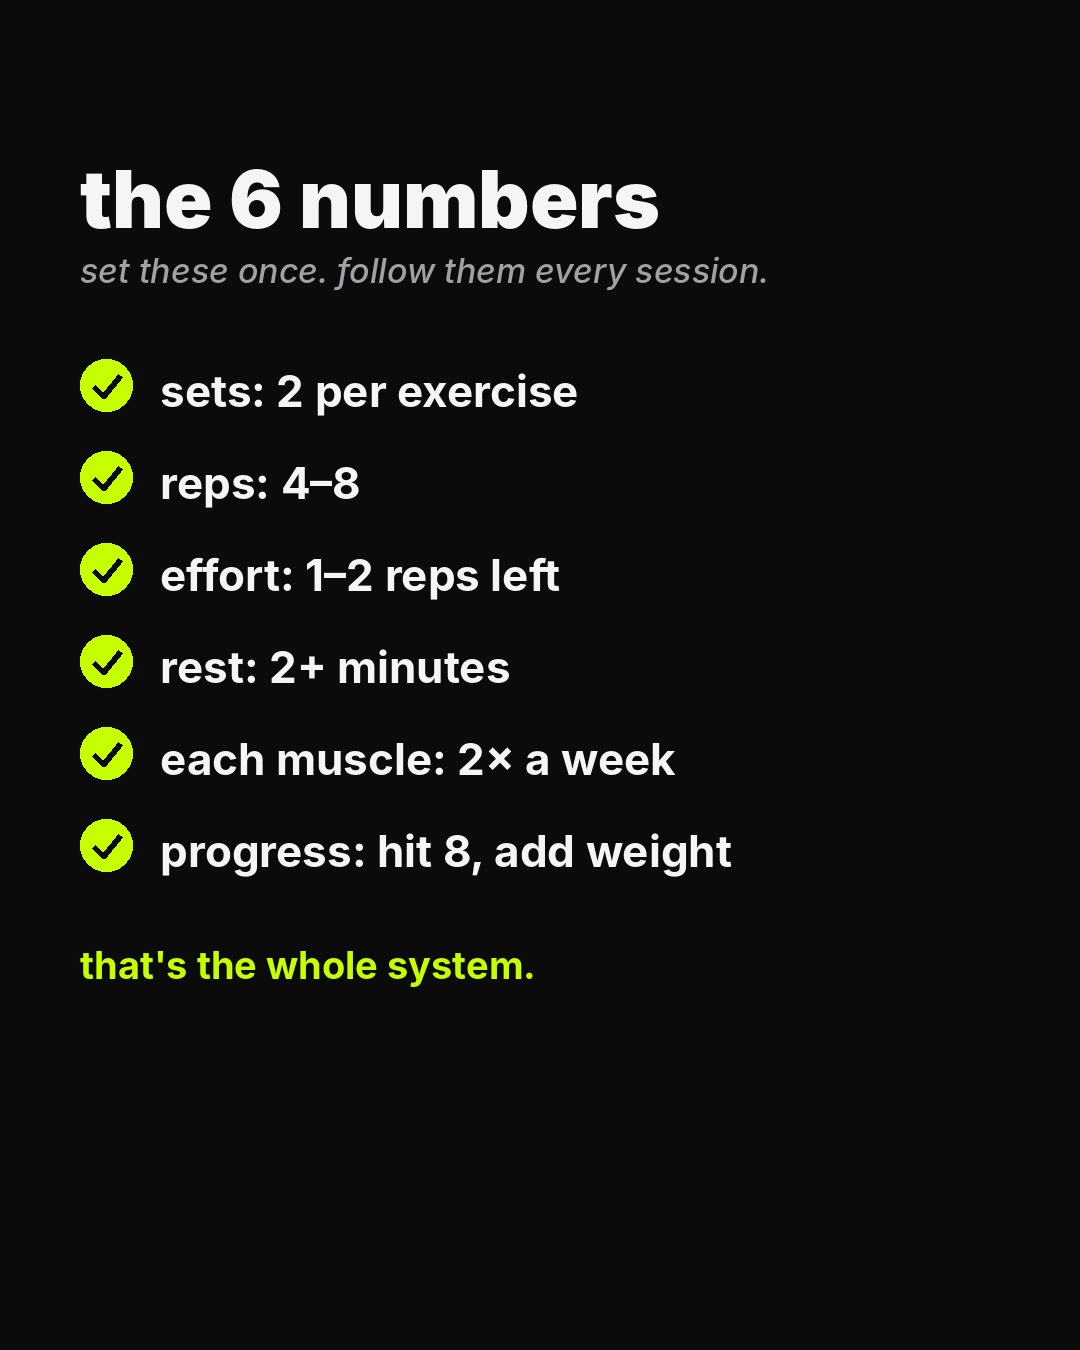 the 6 numbers
set these once. follow them every session.
sets: 2 per exercise
reps: 4–8
effort: 1–2 reps left
rest: 2+ minutes
each muscle: 2× a week
progress: hit 8, add weight
that's the whole system.